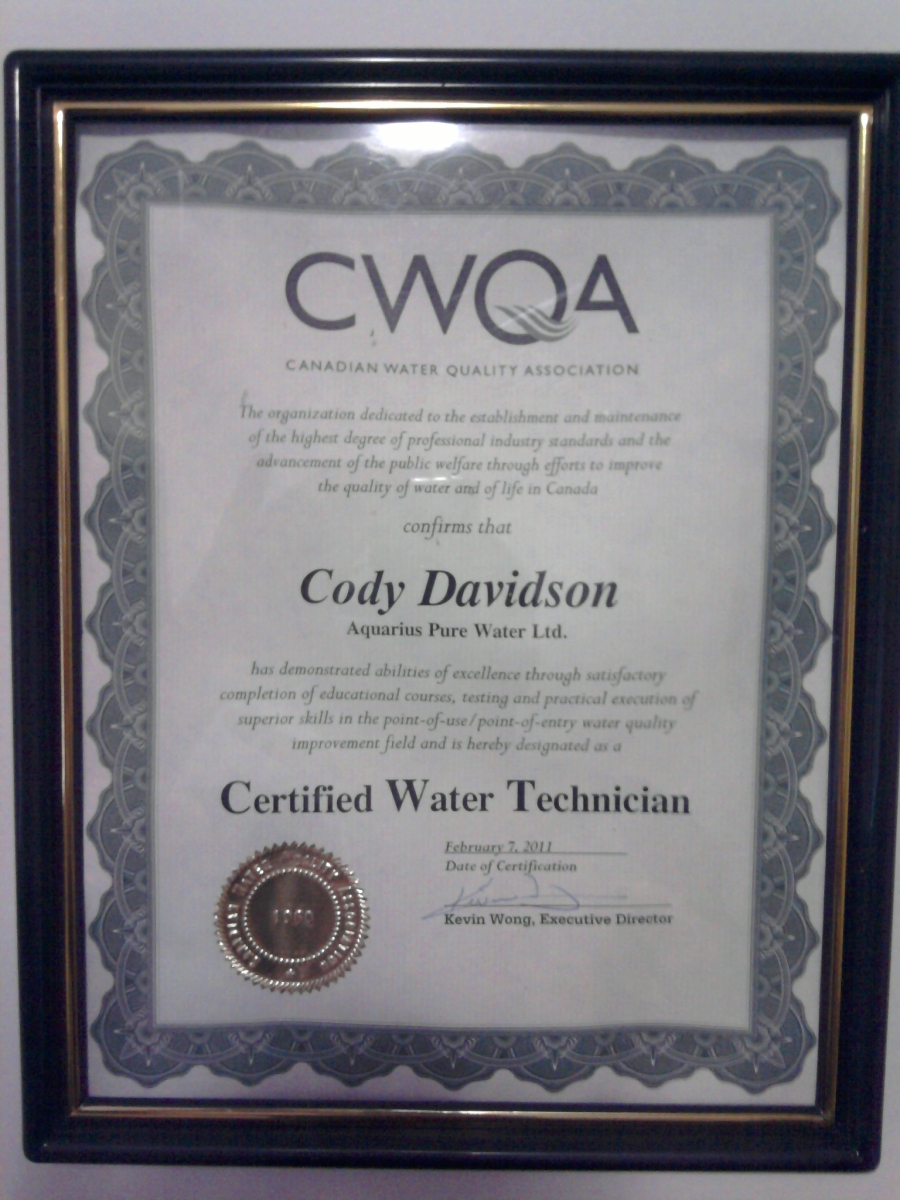 CWQA
CANADIAN WATER QUALITY ASSOCIATION
The organization dedicated to the establishment and maintenance
of the highest degree of professional industry standards and the
advancement of the public welfare through efforts to improve
the quality of water and of life in Canada
confirms that
Cody Davidson
Aquarius Pure Water Ltd.
has demonstrated abilities of excellence through satisfactory
completion of educational courses, testing and practical execution of
superior skills in the point-of-use/point-of-entry water quality
improvement field and is hereby designated as a
Certified Water Technician
February 7, 2011
Date of Certification
Kevin Wong, Executive Director